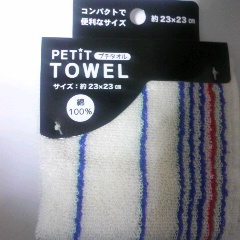 コンパクトで
便利なサイズ
約23×23㎝
PETiT
プチタオル
TOWEL
サイズ：約23×23㎝
綿
100%